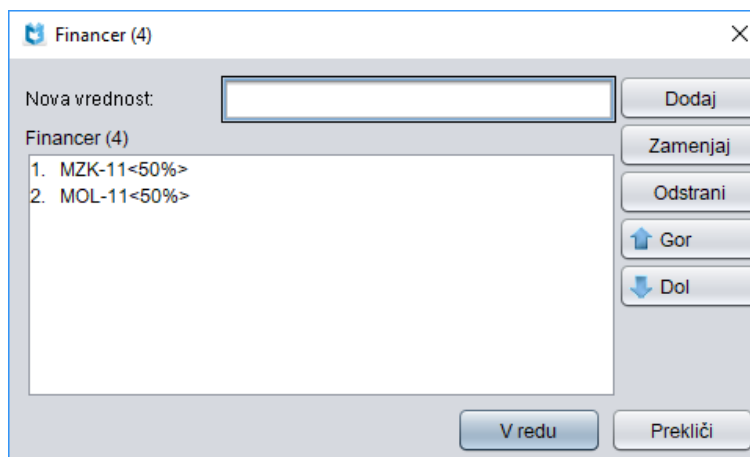 Financer (4)
Nova vrednost:
Dodaj
Financer (4)
Zamenjaj
1. MZK-11<50%>
2. MOL-11<50%>
Odstrani
Gor
Dol
V redu
Prekliči